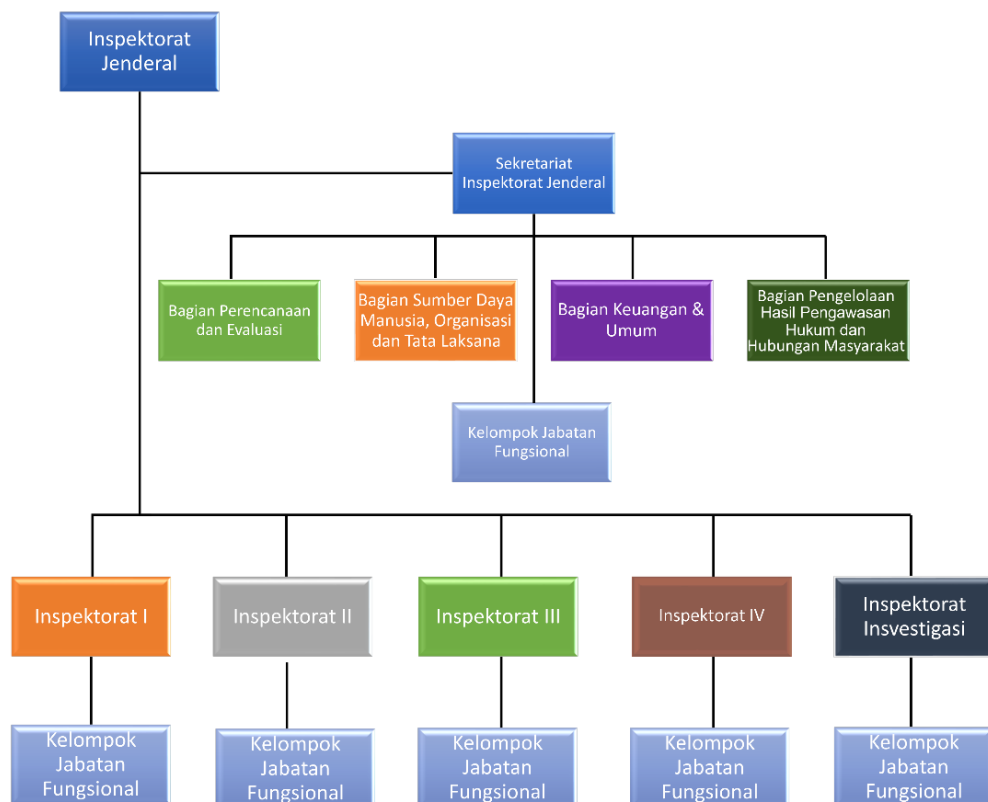 Inspektorat
Jenderal
Sekretariat
Inspektorat Jenderal
Bagian Perencanaan
dan Evaluasi
Bagian Sumber Daya
Manusia, Organisasi
dan Tata Laksana
Bagian Keuangan &
Umum
Bagian Pengelolaan
Hasil Pengawasan
Hukum dan
Hubungan Masyarakat
Kelompok Jabatan
Fungsional
Inspektorat I
Inspektorat II
Inspektorat III
Inspektorat IV
Inspektorat
Insvestigasi
Kelompok
Jabatan
Fungsional
Kelompok
Jabatan
Fungsional
Kelompok
Jabatan
Fungsional
Kelompok
Jabatan
Fungsional
Kelompok
Jabatan
Fungsional